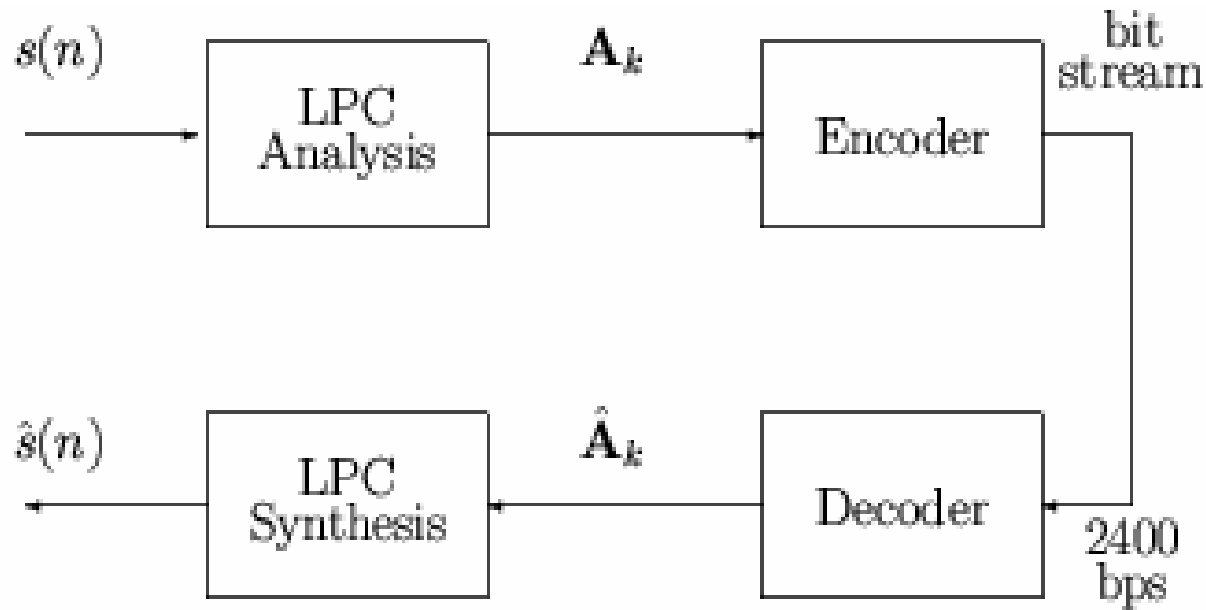 s(n)
LPC
Analysis
A_k
Encoder
bit
stream
ŝ(n)
LPC
Synthesis
Â_k
Decoder
2400
bps